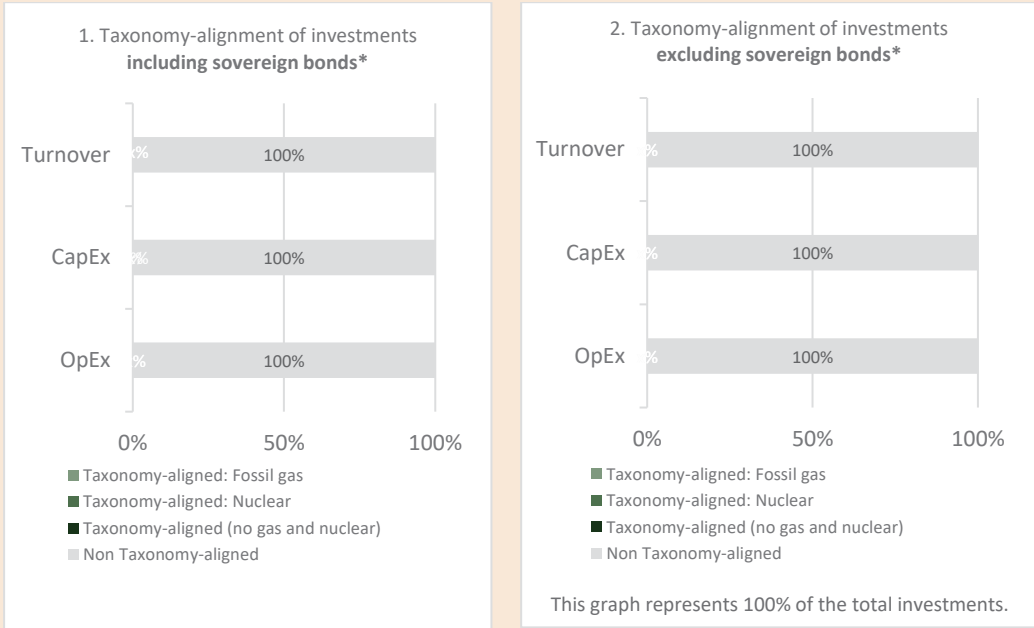 1. Taxonomy-alignment of investments
including sovereign bonds*
Turnover
100%
CapEx
100%
OpEx
100%
0% 50% 100%
Taxonomy-aligned: Fossil gas
Taxonomy-aligned: Nuclear
Taxonomy-aligned (no gas and nuclear)
Non Taxonomy-aligned
2. Taxonomy-alignment of investments
excluding sovereign bonds*
Turnover
100%
CapEx
100%
OpEx
100%
0% 50% 100%
Taxonomy-aligned: Fossil gas
Taxonomy-aligned: Nuclear
Taxonomy-aligned (no gas and nuclear)
Non Taxonomy-aligned
This graph represents 100% of the total investments.